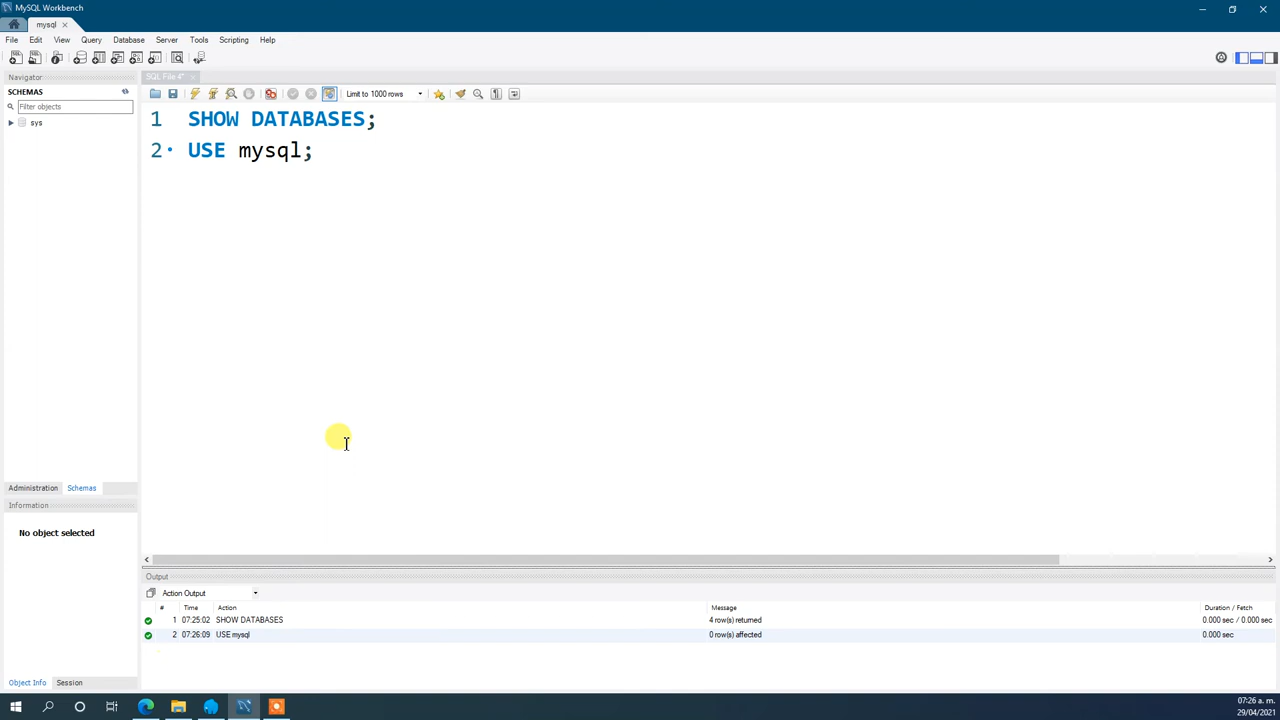 MySQL Workbench
mysql
File Edit View Query Database Server Tools Scripting Help
Navigator
SCHEMAS
Filter objects
sys
SQL File 4*
Limit to 1000 rows
1 SHOW DATABASES;
2 USE mysql;
Administration Schemas
Information
No object selected
Output
Action Output
# Time Action Message Duration / Fetch
1 07:25:02 SHOW DATABASES 4 row(s) returned 0.000 sec / 0.000 sec
2 07:26:09 USE mysql 0 row(s) affected 0.000 sec
Object Info Session
07:26 a. m.
29/04/2021